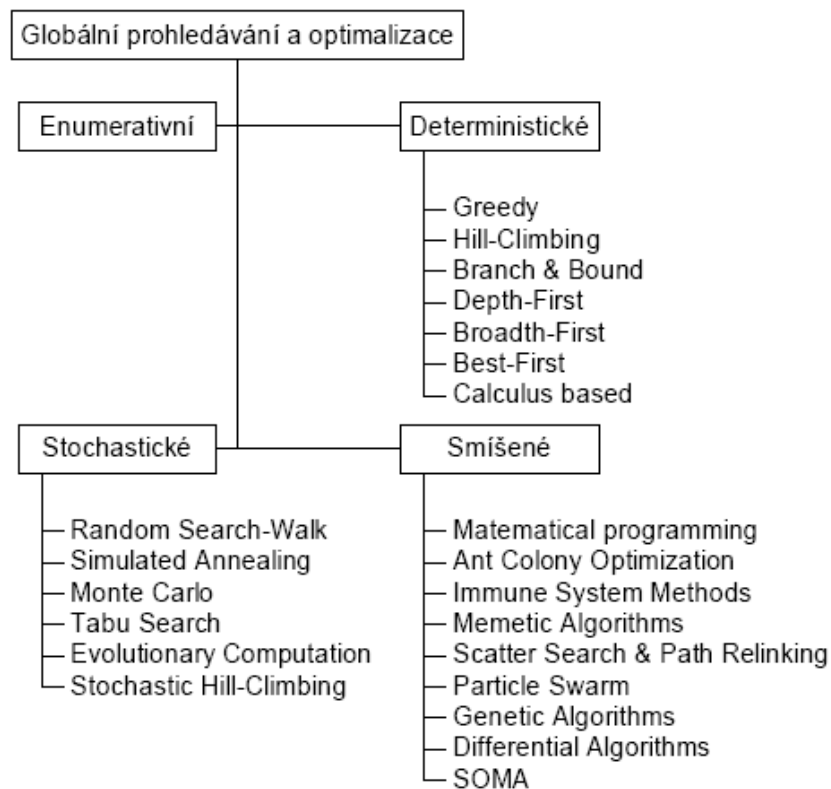 Globální prohledávání a optimalizace
Enumerativní
Deterministické
Greedy
Hill-Climbing
Branch & Bound
Depth-First
Broadth-First
Best-First
Calculus based
Stochastické
Random Search-Walk
Simulated Annealing
Monte Carlo
Tabu Search
Evolutionary Computation
Stochastic Hill-Climbing
Smíšené
Matematical programming
Ant Colony Optimization
Immune System Methods
Memetic Algorithms
Scatter Search & Path Relinking
Particle Swarm
Genetic Algorithms
Differential Algorithms
SOMA